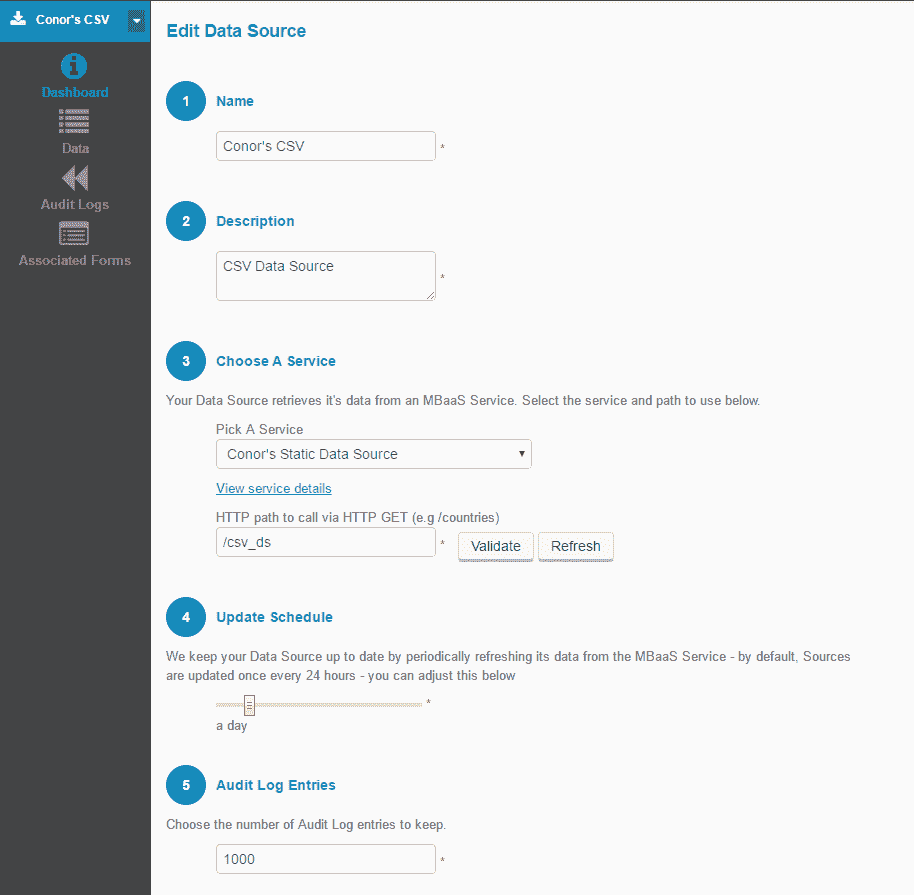 Conor's CSV
Dashboard
Data
Audit Logs
Associated Forms
Edit Data Source
1 Name
Conor's CSV *
2 Description
CSV Data Source *
3 Choose A Service
Your Data Source retrieves it's data from an MBaaS Service. Select the service and path to use below.
Pick A Service
Conor's Static Data Source
View service details
HTTP path to call via HTTP GET (e.g /countries)
/csv_ds * Validate Refresh
4 Update Schedule
We keep your Data Source up to date by periodically refreshing its data from the MBaaS Service - by default, Sources
are updated once every 24 hours - you can adjust this below
*
a day
5 Audit Log Entries
Choose the number of Audit Log entries to keep.
1000 *